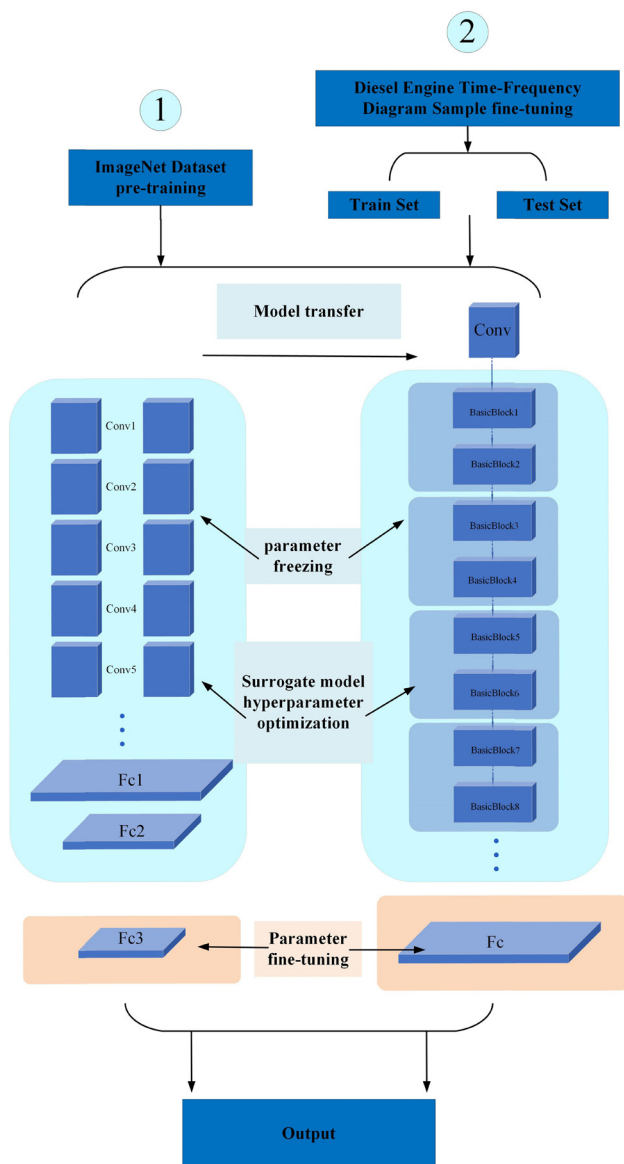 1
2
ImageNet Dataset
pre-training
Diesel Engine Time-Frequency
Diagram Sample fine-tuning
Train Set
Test Set
Model transfer
Conv
Conv1
Conv2
Conv3
Conv4
Conv5
Fc1
Fc2
parameter
freezing
Surrogate model
hyperparameter
optimization
BasicBlock1
BasicBlock2
BasicBlock3
BasicBlock4
BasicBlock5
BasicBlock6
BasicBlock7
BasicBlock8
Fc3
Parameter
fine-tuning
Fc
Output